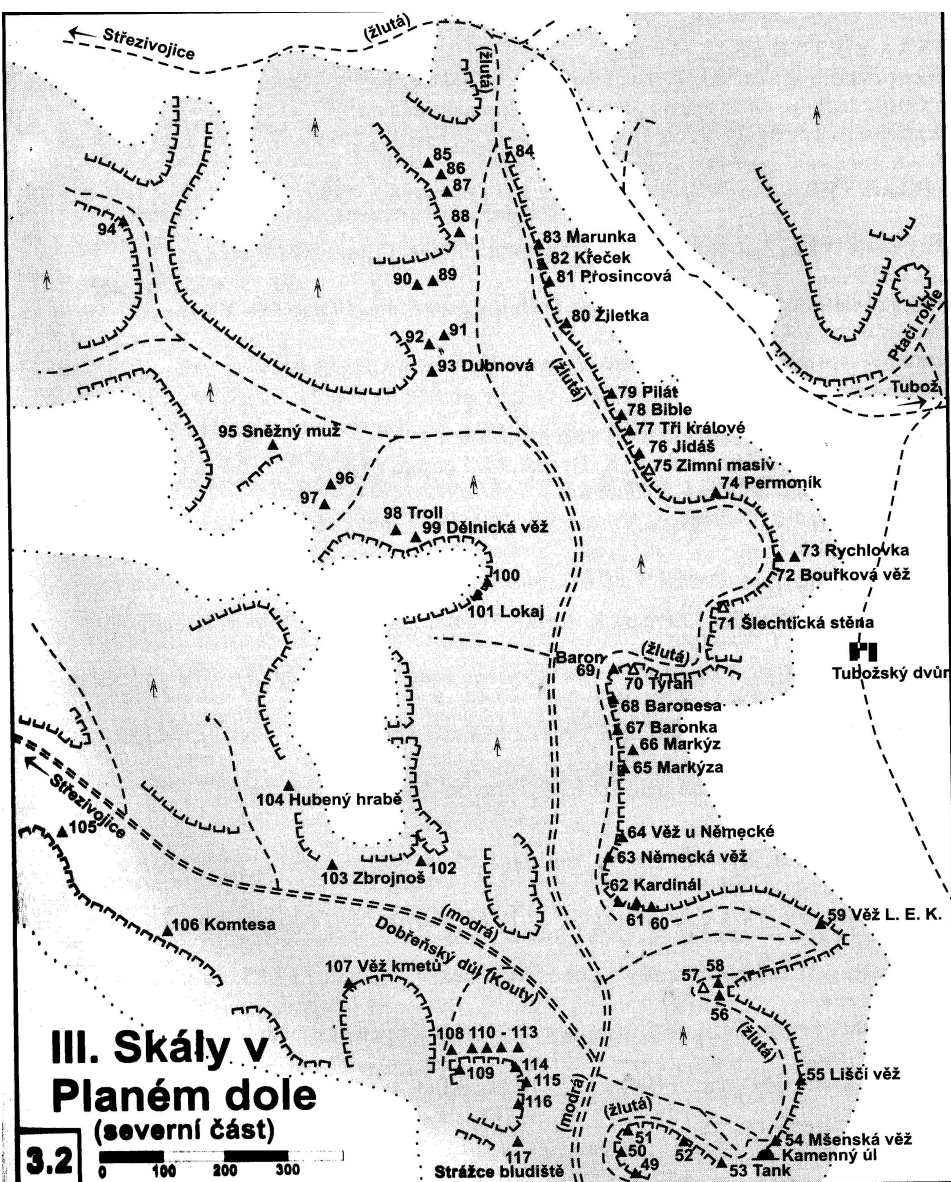 Střezivojice
(žlutá)
(žlutá)
84
85
86
87
88
94
83 Marunka
82 Křeček
81 Prosincová
90
89
80 Žiletka
Ptačí rokle
91
92
93 Dubnová
(žlutá)
Tubož
79 Pilát
78 Bible
77 Tři králové
76 Jidáš
75 Zimní masiv
74 Permoník
95 Sněžný muž
96
97
98 Troll
99 Dělnická věž
73 Rychlovka
72 Bouřková věž
100
101 Lokaj
71 Šlechtická stěna
(žlutá)
Baron
69
70 Tyran
Tubožský dvůr
68 Baronesa
67 Baronka
66 Markýz
65 Markýza
Střezivojice
104 Hubený hrabě
105
64 Věž u Německé
63 Německá věž
103 Zbrojnoš
102
62 Kardinál
61
60
59 Věž L. E. K.
106 Komtesa
(modrá)
Dobřeňský důl (Kouty)
107 Věž kmetů
58
57
56
(žlutá)
III. Skály v
Planém dole
(severní část)
108
110 - 113
109
114
115
116
117
Strážce bludiště
(modrá)
55 Lišči věž
(žlutá)
51
50
49
52
54 Mšenská věž
Kamenný úl
53 Tank
3.2
0
100
200
300